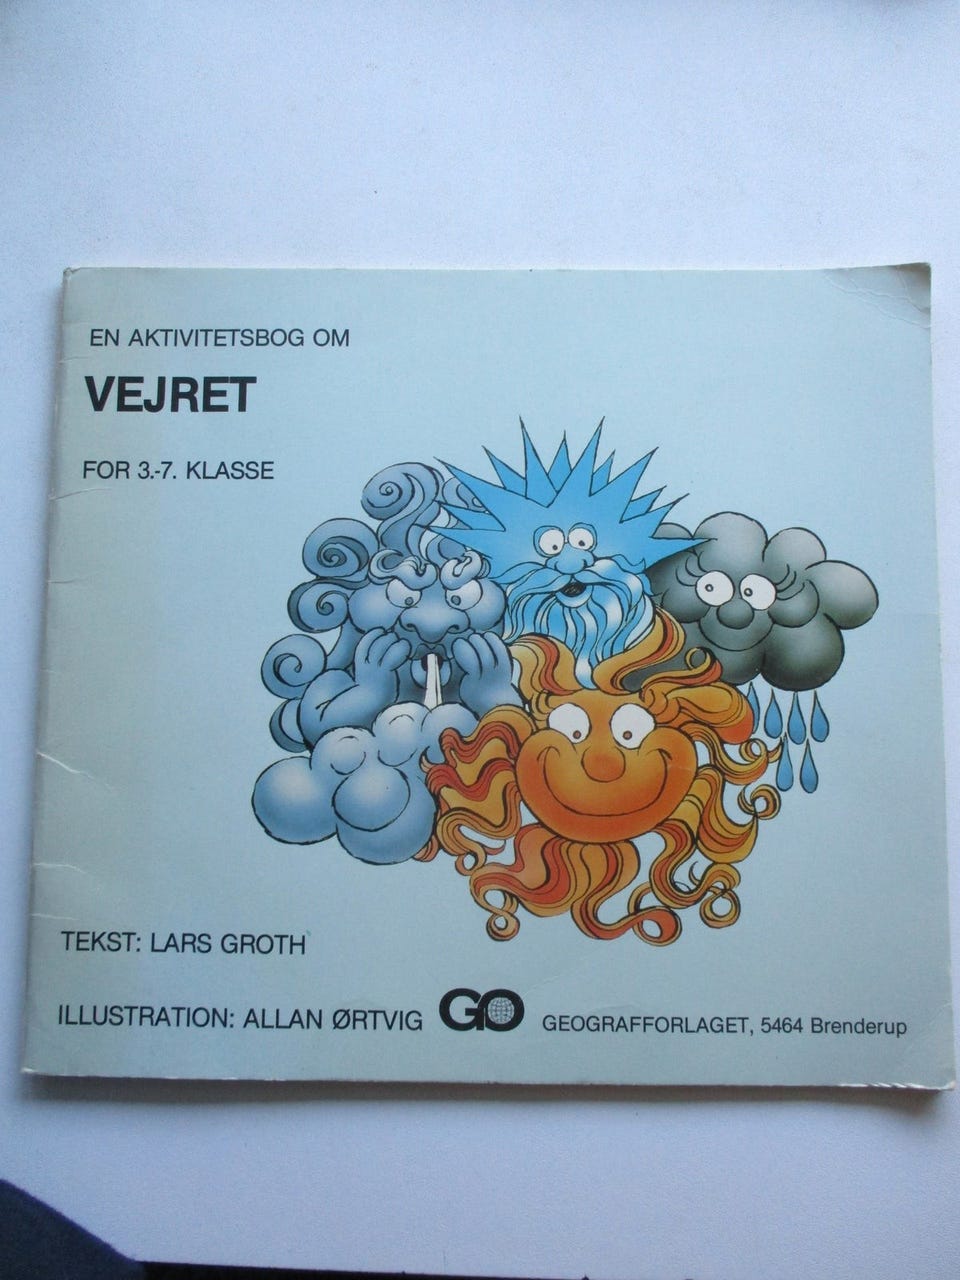 EN AKTIVITETSBOG OM
VEJRET
FOR 3.-7. KLASSE
TEKST: LARS GROTH
ILLUSTRATION: ALLAN ØRTVIG
GO
GEOGRAFFORLAGET, 5464 Brenderup